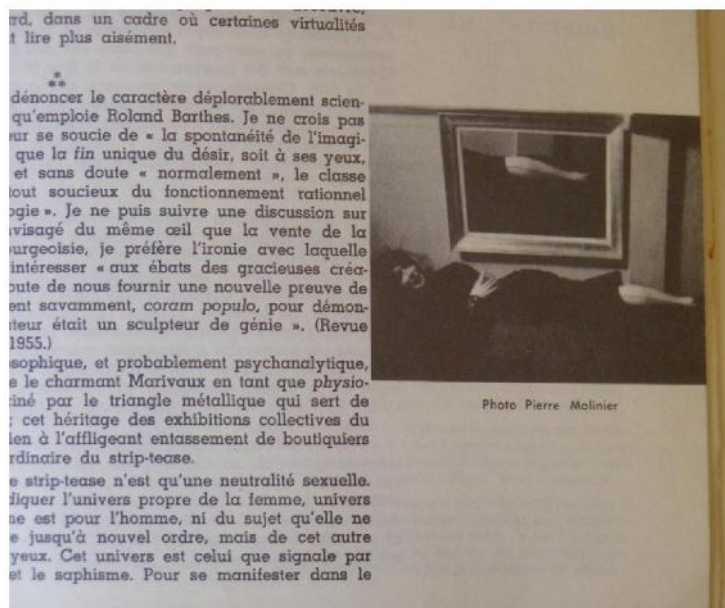 rd, dans un cadre où certaines virtualités
t lire plus aisément.
*
**
dénoncer le caractère déplorablement scien-
qu'emploie Roland Barthes. Je ne crois pas
eur se soucie de « la spontanéité de l'imagi-
que la fin unique du désir, soit à ses yeux,
et sans doute « normalement », le classe
tout soucieux du fonctionnement rationnel
ogie ». Je ne puis suivre une discussion sur
nvisagé du même œil que la vente de la
ourgeoisie, je préfère l'ironie avec laquelle
intéresser « aux ébats des gracieuses créa-
oute de nous fournir une nouvelle preuve de
ent savamment, coram populo, pour démon-
ateur était un sculpteur de génie ». (Revue
1955.)
osophique, et probablement psychanalytique,
e le charmant Marivaux en tant que physio-
ciné par le triangle métallique qui sert de
; cet héritage des exhibitions collectives du
ien à l'affligeant entassement de boutiquiers
rdinaire du strip-tease.
e strip-tease n'est qu'une neutralité sexuelle.
diquer l'univers propre de la femme, univers
ne est pour l'homme, ni du sujet qu'elle ne
e jusqu'à nouvel ordre, mais de cet autre
yeux. Cet univers est celui que signale par
et le saphisme. Pour se manifester dans le
Photo Pierre Molinier